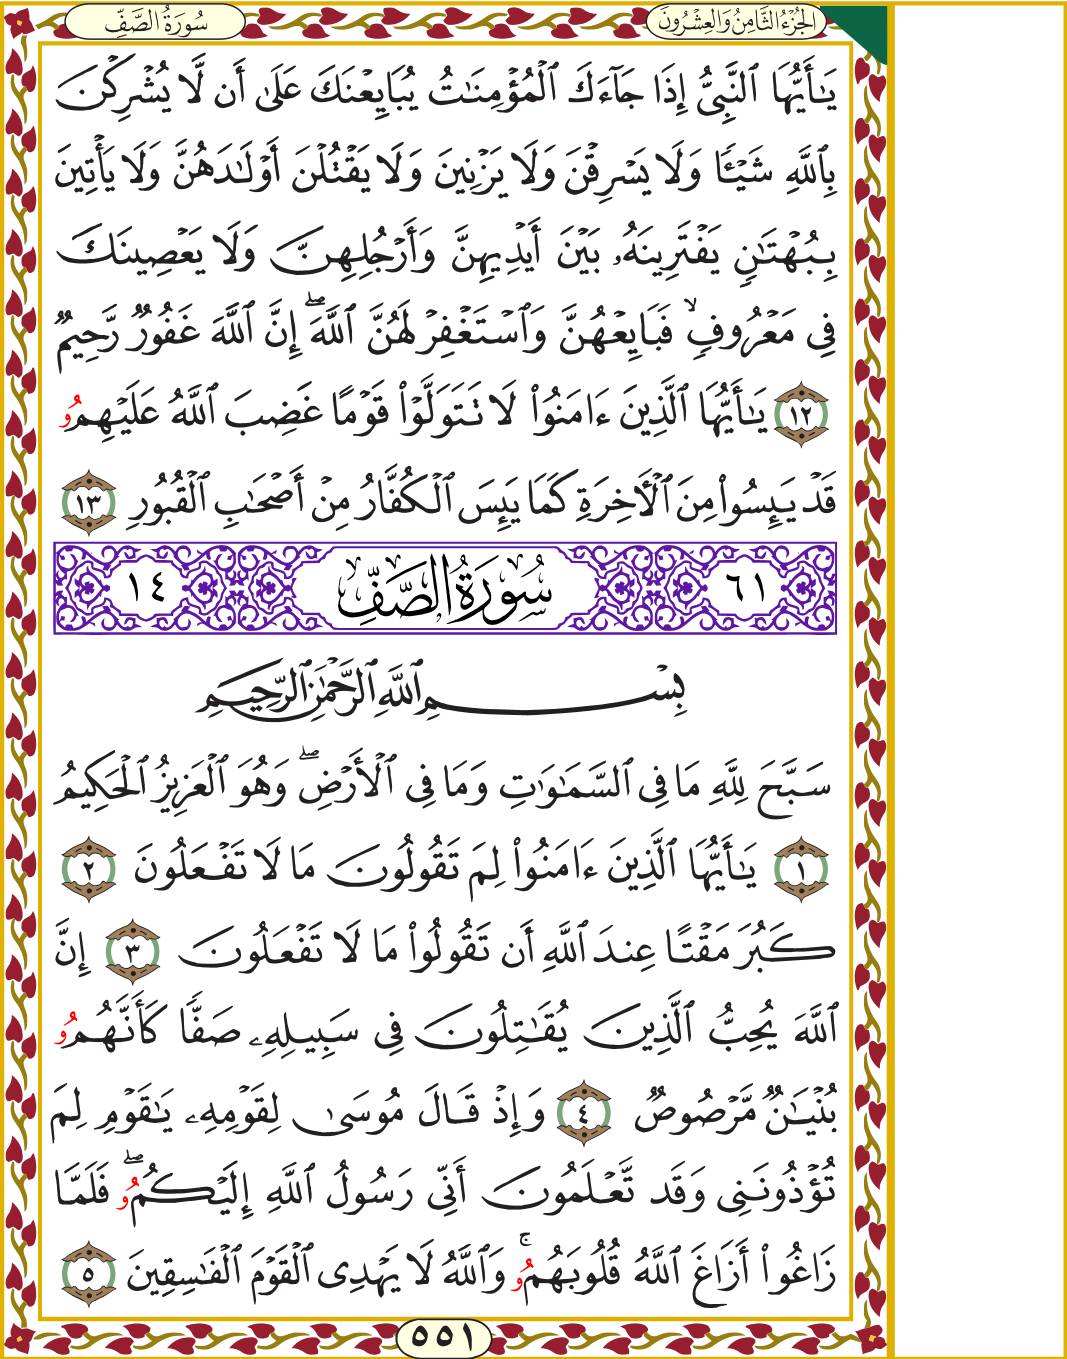 الجُزْءُ الثَّامِنُ وَالعِشْرُونَ
سُورَةُ الصَّفِّ
يَـٰٓأَيُّهَا ٱلنَّبِيُّ إِذَا جَآءَكَ ٱلْمُؤْمِنَـٰتُ يُبَايِعْنَكَ عَلَىٰٓ أَن لَّا يُشْرِكْنَ
بِٱللَّهِ شَيْـًٔا وَلَا يَسْرِقْنَ وَلَا يَزْنِينَ وَلَا يَقْتُلْنَ أَوْلَـٰدَهُنَّ وَلَا يَأْتِينَ
بِبُهْتَـٰنٍ يَفْتَرِينَهُۥ بَيْنَ أَيْدِيهِنَّ وَأَرْجُلِهِنَّ وَلَا يَعْصِينَكَ
فِى مَعْرُوفٍ ۙ فَبَايِعْهُنَّ وَٱسْتَغْفِرْ لَهُنَّ ٱللَّهَ ۖ إِنَّ ٱللَّهَ غَفُورٌ رَّحِيمٌ
١٢ يَـٰٓأَيُّهَا ٱلَّذِينَ ءَامَنُوا۟ لَا تَتَوَلَّوْا۟ قَوْمًا غَضِبَ ٱللَّهُ عَلَيْهِمُۥ
قَدْ يَئِسُوا۟ مِنَ ٱلْـَٔاخِرَةِ كَمَا يَئِسَ ٱلْكُفَّارُ مِنْ أَصْحَـٰبِ ٱلْقُبُورِ ١٣
٦١ سُورَةُ الصَّفِّ ١٤
بِسْمِ ٱللَّهِ ٱلرَّحْمَـٰنِ ٱلرَّحِيمِ
سَبَّحَ لِلَّهِ مَا فِى ٱلسَّمَـٰوَٰتِ وَمَا فِى ٱلْأَرْضِ ۖ وَهُوَ ٱلْعَزِيزُ ٱلْحَكِيمُ
١ يَـٰٓأَيُّهَا ٱلَّذِينَ ءَامَنُوا۟ لِمَ تَقُولُونَ مَا لَا تَفْعَلُونَ ٢
كَبُرَ مَقْتًا عِندَ ٱللَّهِ أَن تَقُولُوا۟ مَا لَا تَفْعَلُونَ ٣ إِنَّ
ٱللَّهَ يُحِبُّ ٱلَّذِينَ يُقَـٰتِلُونَ فِى سَبِيلِهِۦ صَفًّا كَأَنَّهُمُۥ
بُنْيَـٰنٌ مَّرْصُوصٌ ٤ وَإِذْ قَالَ مُوسَىٰ لِقَوْمِهِۦ يَـٰقَوْمِ لِمَ
تُؤْذُونَنِى وَقَد تَّعْلَمُونَ أَنِّى رَسُولُ ٱللَّهِ إِلَيْكُمُۥ ۖ فَلَمَّا
زَاغُوٓا۟ أَزَاغَ ٱللَّهُ قُلُوبَهُمُۥ ۚ وَٱللَّهُ لَا يَهْدِى ٱلْقَوْمَ ٱلْفَـٰسِقِينَ ٥
٥٥١